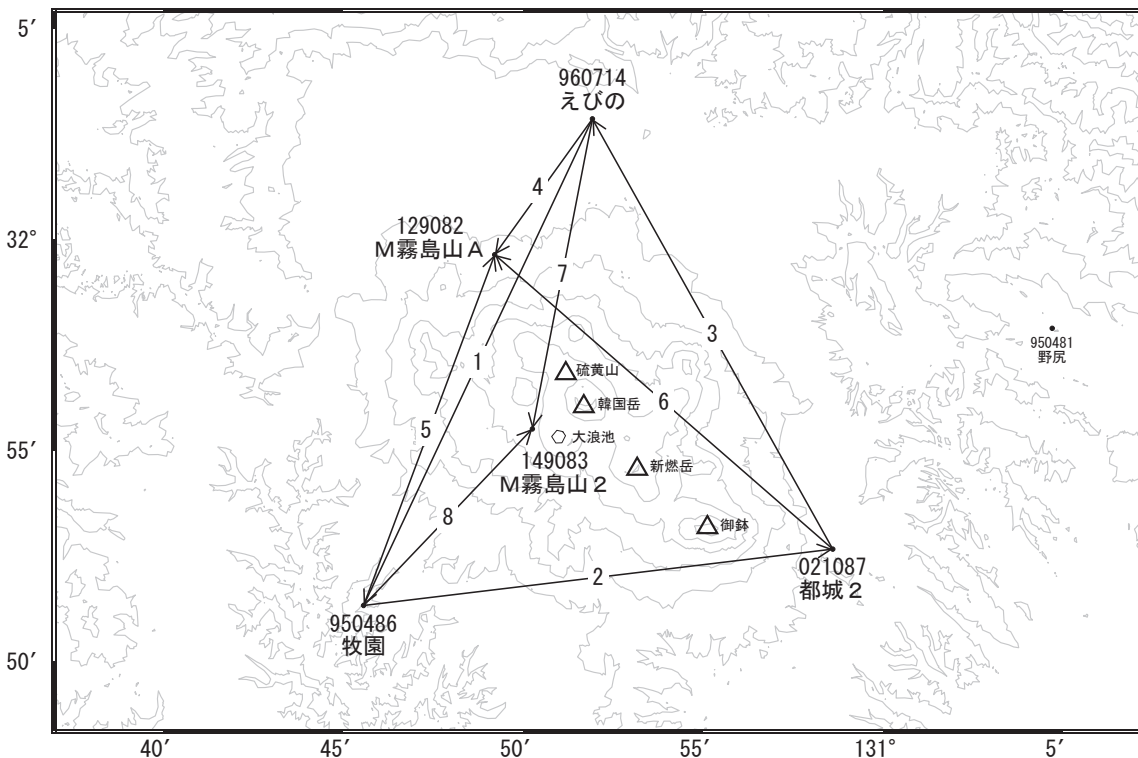 5′
960714
えびの
4
129082
32°
M霧島山A
7
3
950481
野尻
1
硫黄山
6
韓国岳
5
大浪池
55′
149083
新燃岳
M霧島山2
8
御鉢
021087
都城2
2
950486
牧園
50′
40′
45′
50′
55′
131°
5′